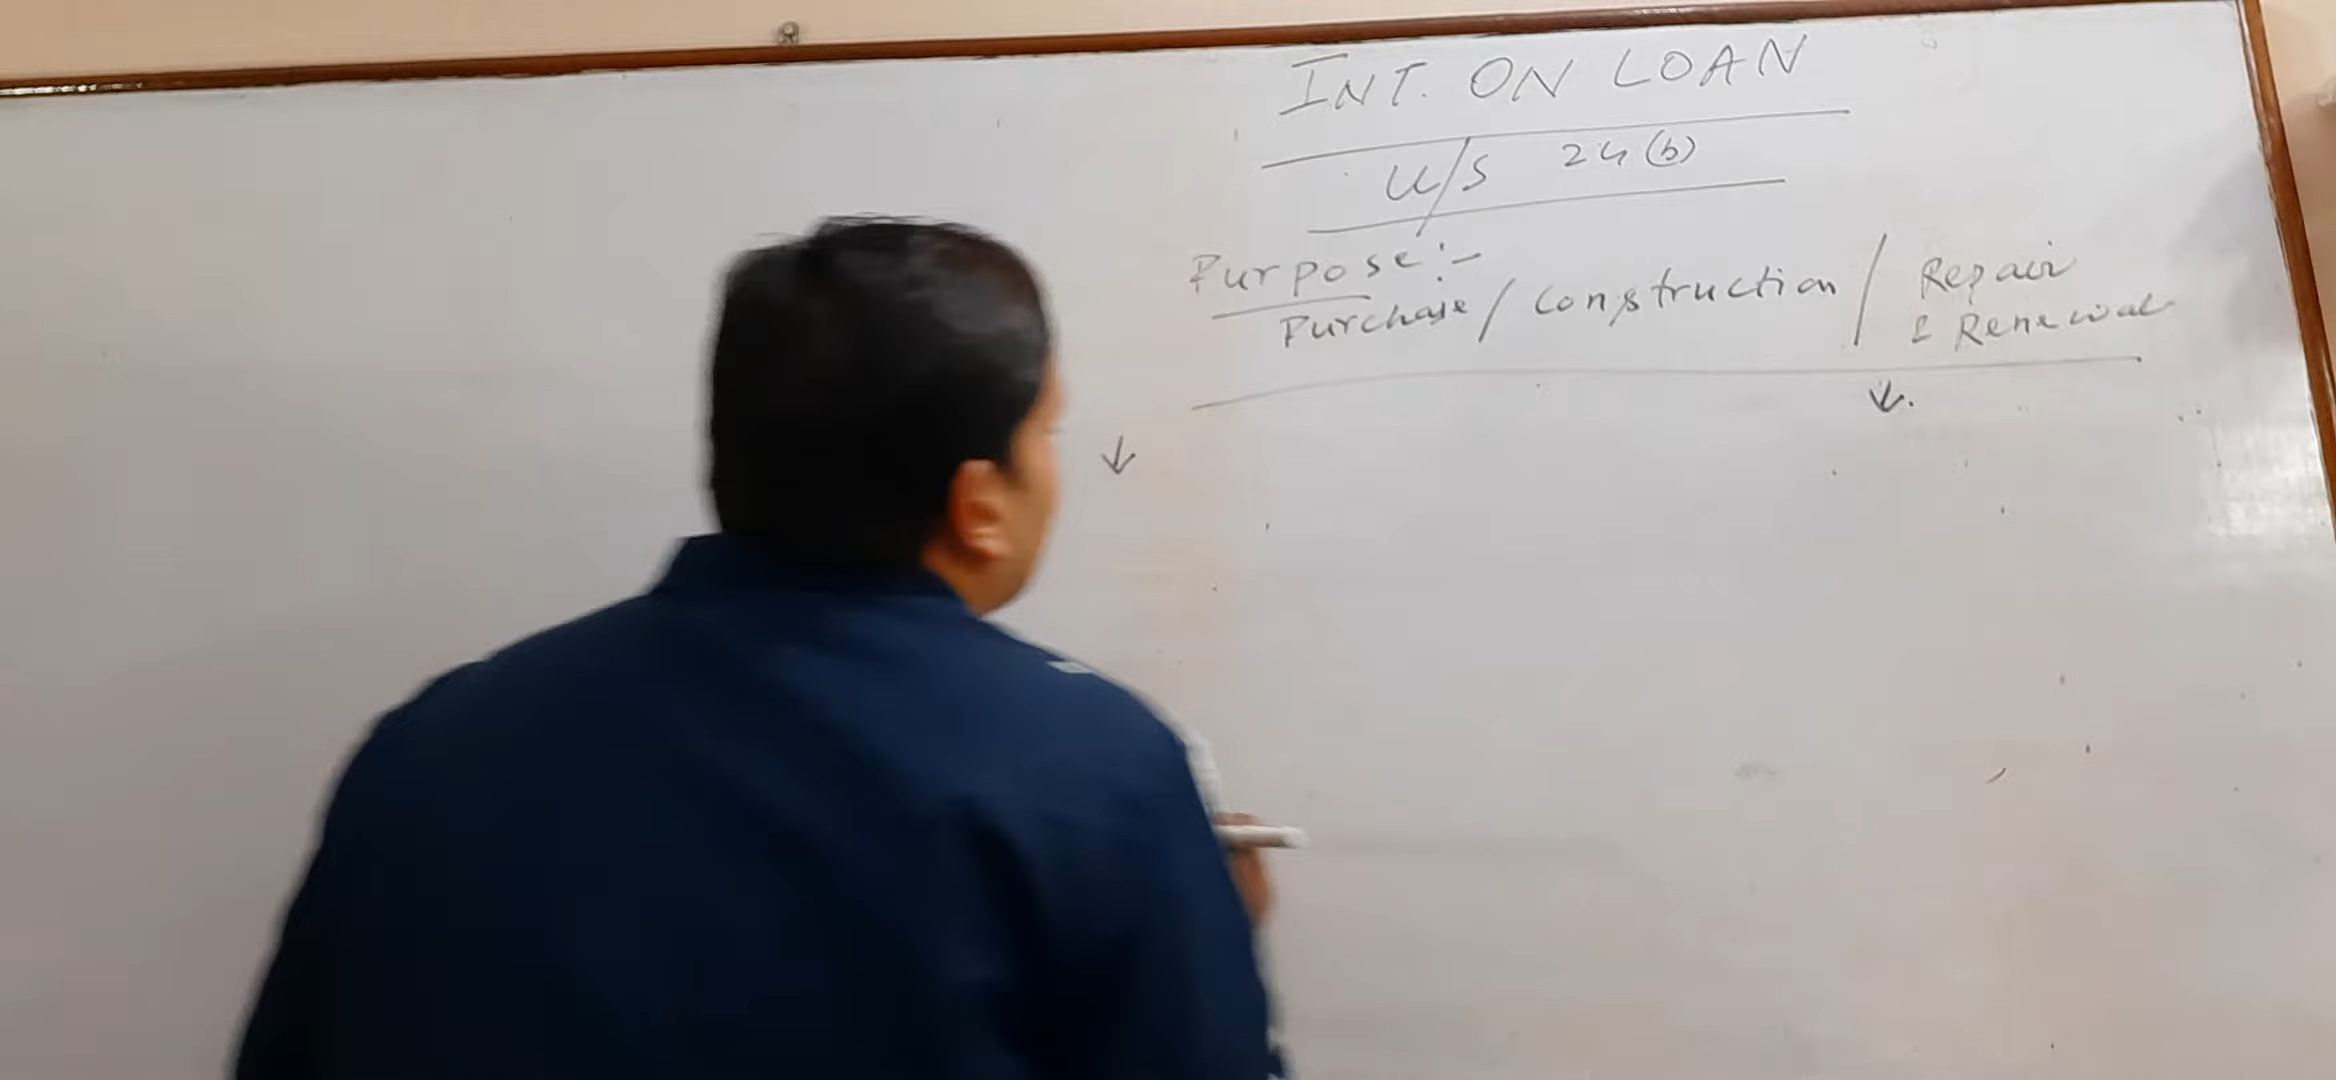 INT. ON LOAN
U/S 24(b)
Purpose:-
Purchase / Construction / Repair
& Renewal